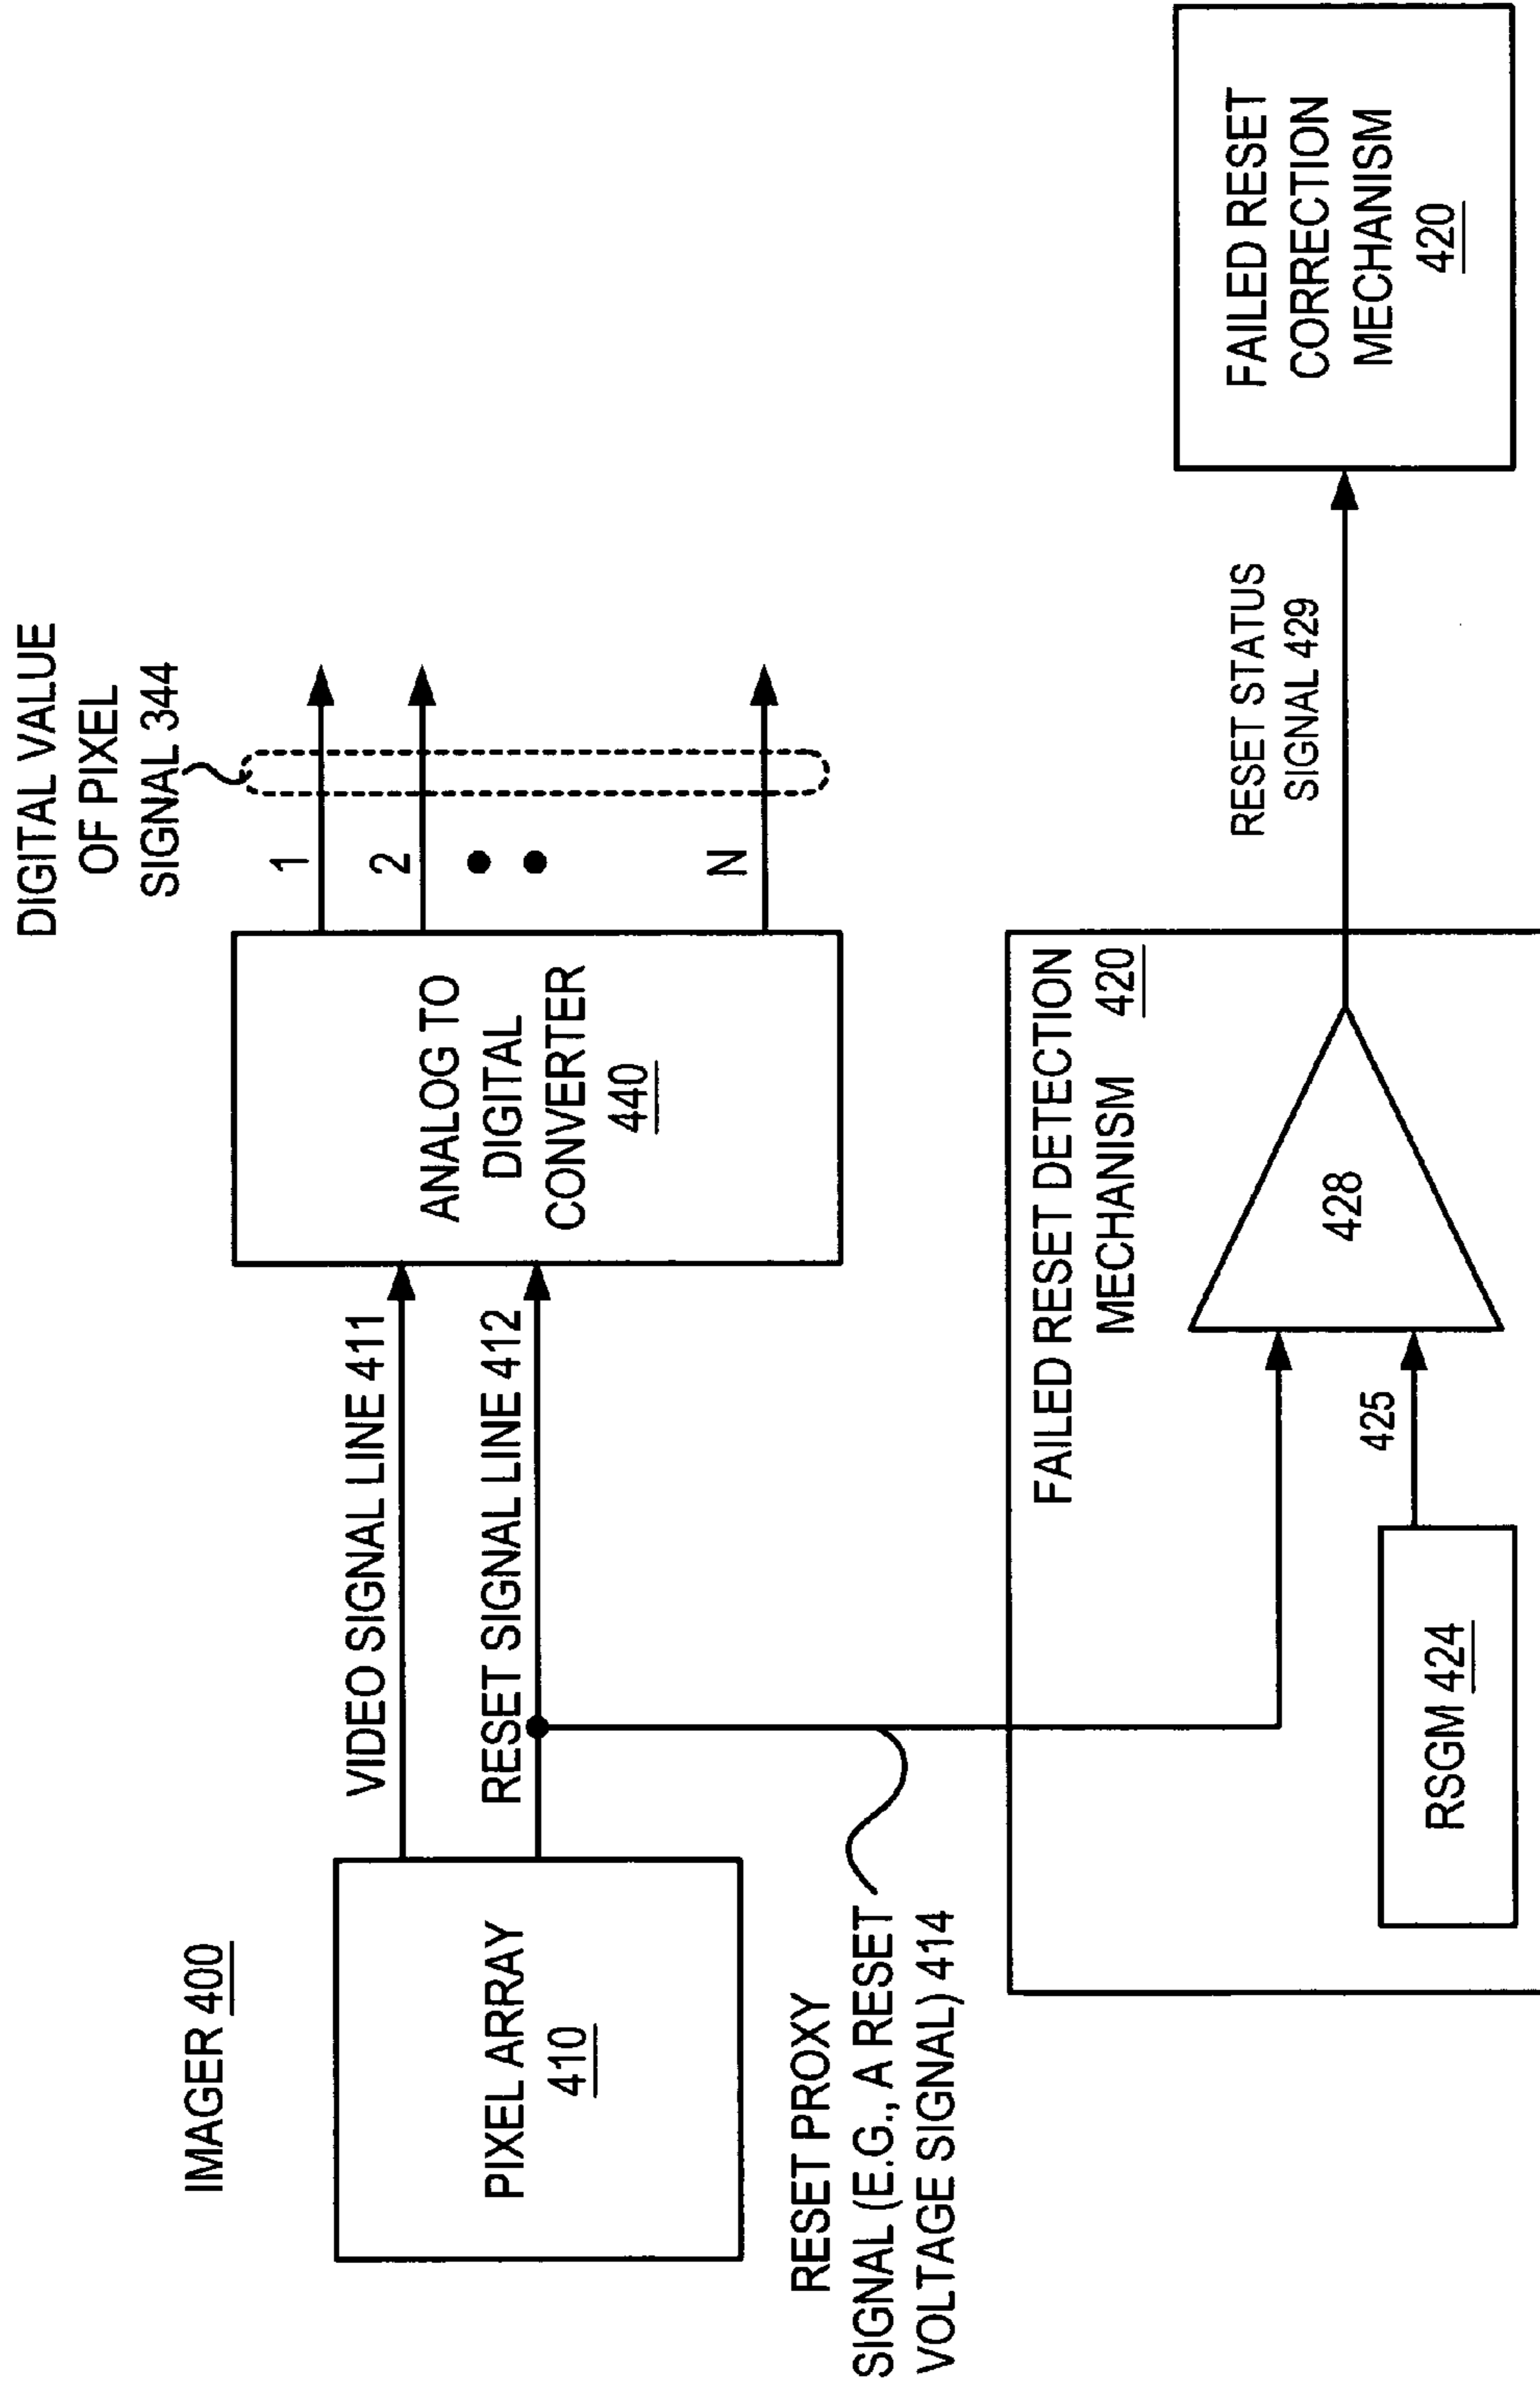 IMAGER 400
PIXEL ARRAY
410
VIDEO SIGNAL LINE 411
RESET SIGNAL LINE 412
ANALOG TO
DIGITAL
CONVERTER
440
DIGITAL VALUE
OF PIXEL
SIGNAL 344
1
2
N
RESET PROXY
SIGNAL (E.G., A RESET
VOLTAGE SIGNAL) 414
FAILED RESET DETECTION
MECHANISM 420
RSGM 424
425
428
RESET STATUS
SIGNAL 429
FAILED RESET
CORRECTION
MECHANISM
420